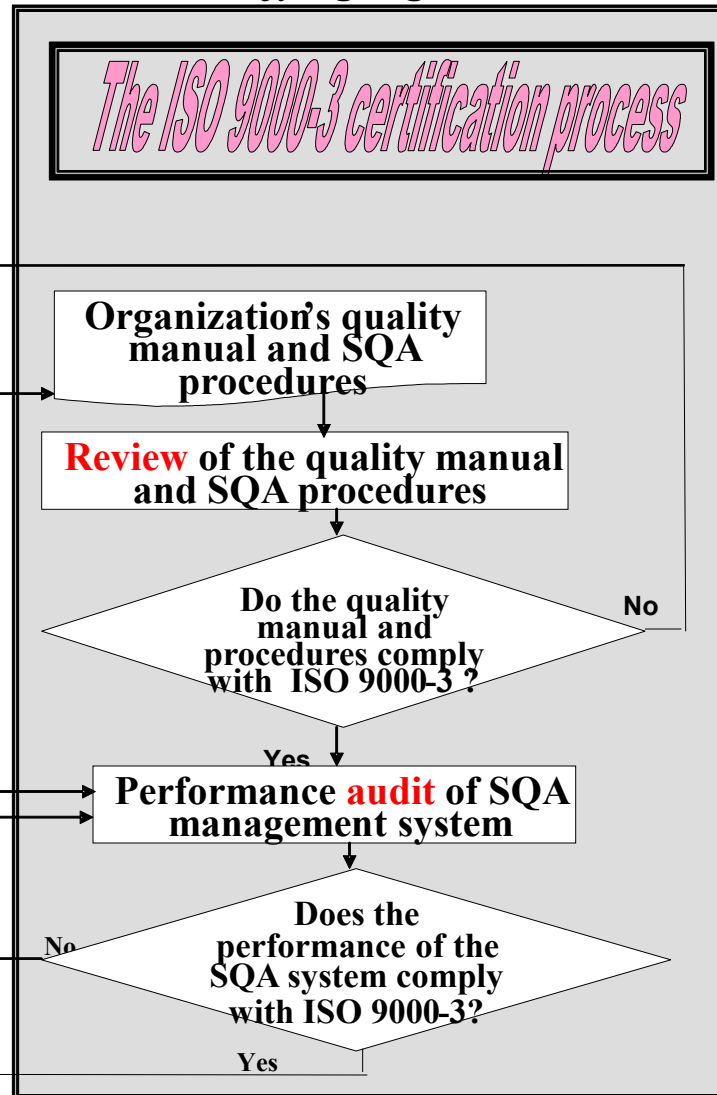 The ISO 9000-3 certification process
Organization's quality
manual and SQA
procedures
Review of the quality manual
and SQA procedures
Do the quality
manual and
procedures comply
with ISO 9000-3 ?
No
Yes
Performance audit of SQA
management system
Does the
performance of the
SQA system comply
with ISO 9000-3?
No
Yes